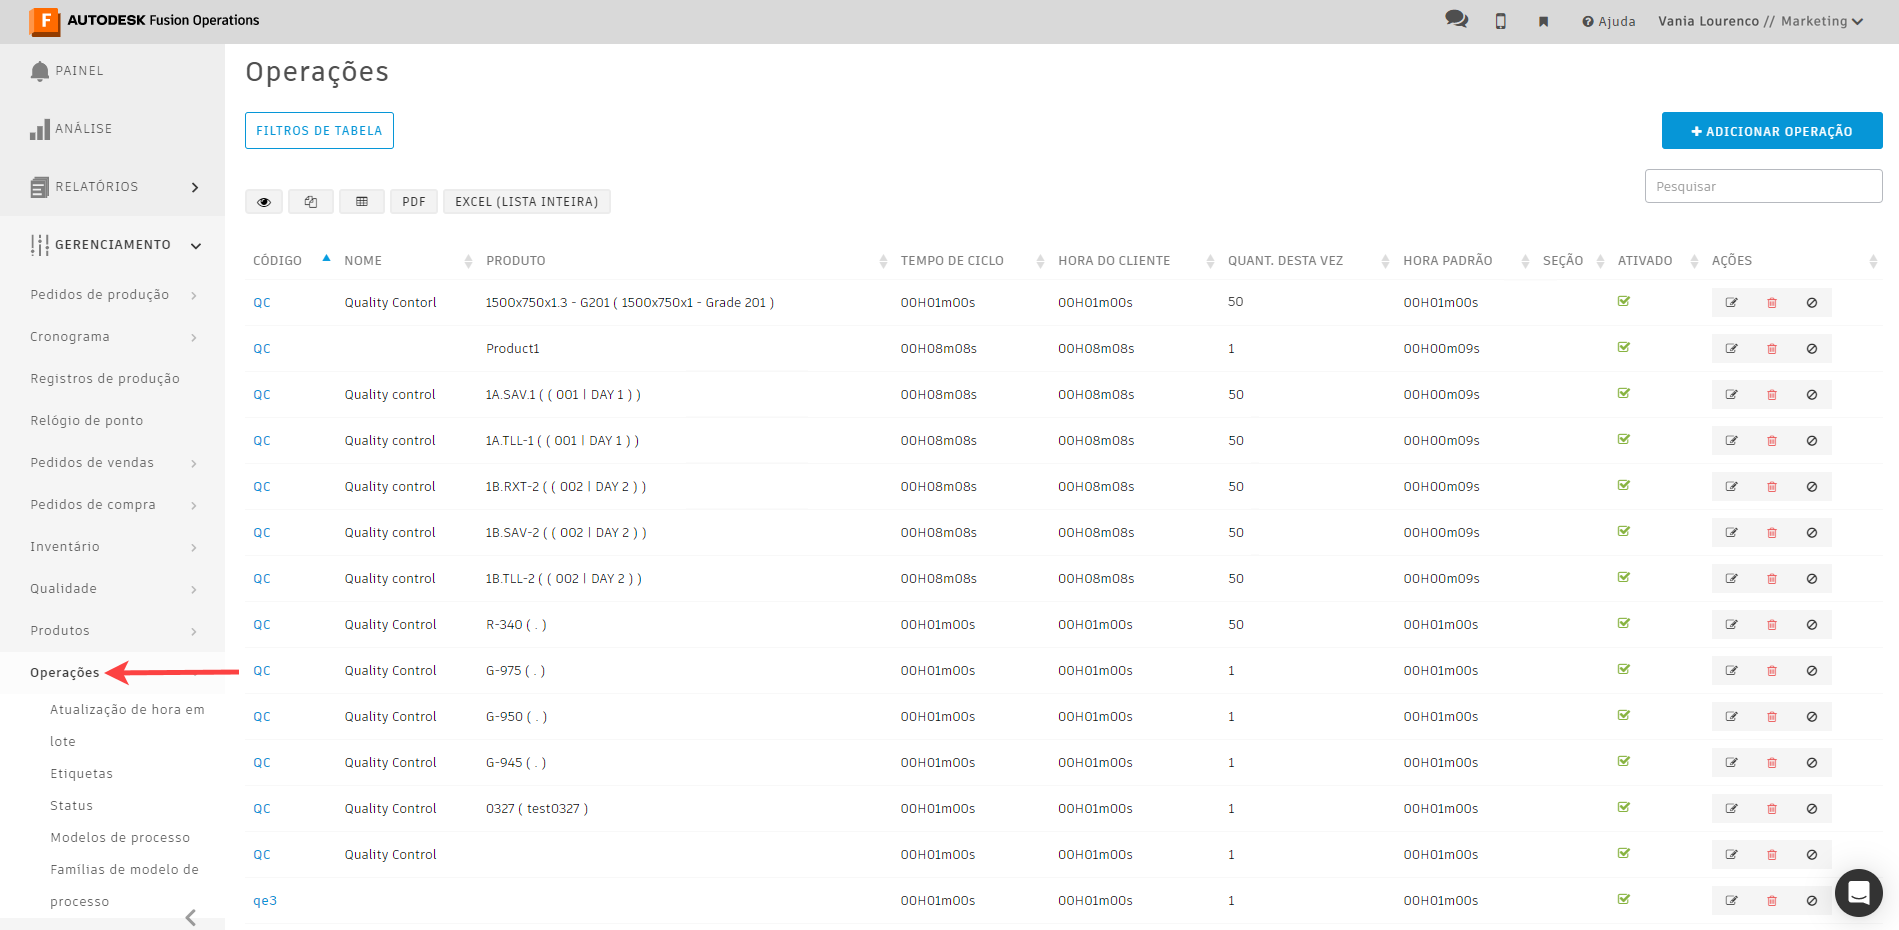 F AUTODESK Fusion Operations
Ajuda
Vania Lourenco // Marketing
PAINEL
ANÁLISE
RELATÓRIOS
GERENCIAMENTO
Pedidos de produção
Cronograma
Registros de produção
Relógio de ponto
Pedidos de vendas
Pedidos de compra
Inventário
Qualidade
Produtos
Operações
Atualização de hora em
lote
Etiquetas
Status
Modelos de processo
Famílias de modelo de
processo
Operações
FILTROS DE TABELA
+ ADICIONAR OPERAÇÃO
Pesquisar
PDF EXCEL (LISTA INTEIRA)
CÓDIGO NOME PRODUTO TEMPO DE CICLO HORA DO CLIENTE QUANT. DESTA VEZ HORA PADRÃO SEÇÃO ATIVADO AÇÕES
QC Quality Contorl 1500x750x1.3 - G201 ( 1500x750x1 - Grade 201 ) 00H01m00s 00H01m00s 50 00H01m00s
QC Product1 00H08m08s 00H08m08s 1 00H00m09s
QC Quality control 1A.SAV.1 ( ( 001 | DAY 1 ) ) 00H08m08s 00H08m08s 50 00H00m09s
QC Quality control 1A.TLL-1 ( ( 001 | DAY 1 ) ) 00H08m08s 00H08m08s 50 00H00m09s
QC Quality control 1B.RXT-2 ( ( 002 | DAY 2 ) ) 00H08m08s 00H08m08s 50 00H00m09s
QC Quality control 1B.SAV-2 ( ( 002 | DAY 2 ) ) 00H08m08s 00H08m08s 50 00H00m09s
QC Quality control 1B.TLL-2 ( ( 002 | DAY 2 ) ) 00H08m08s 00H08m08s 50 00H00m09s
QC Quality Control R-340 ( . ) 00H01m00s 00H01m00s 50 00H01m00s
QC Quality Control G-975 ( . ) 00H01m00s 00H01m00s 1 00H01m00s
QC Quality Control G-950 ( . ) 00H01m00s 00H01m00s 1 00H01m00s
QC Quality Control G-945 ( . ) 00H01m00s 00H01m00s 1 00H01m00s
QC Quality Control 0327 ( test0327 ) 00H01m00s 00H01m00s 1 00H01m00s
QC Quality Control 00H01m00s 00H01m00s 1 00H01m00s
qe3 00H01m00s 00H01m00s 1 00H01m00s